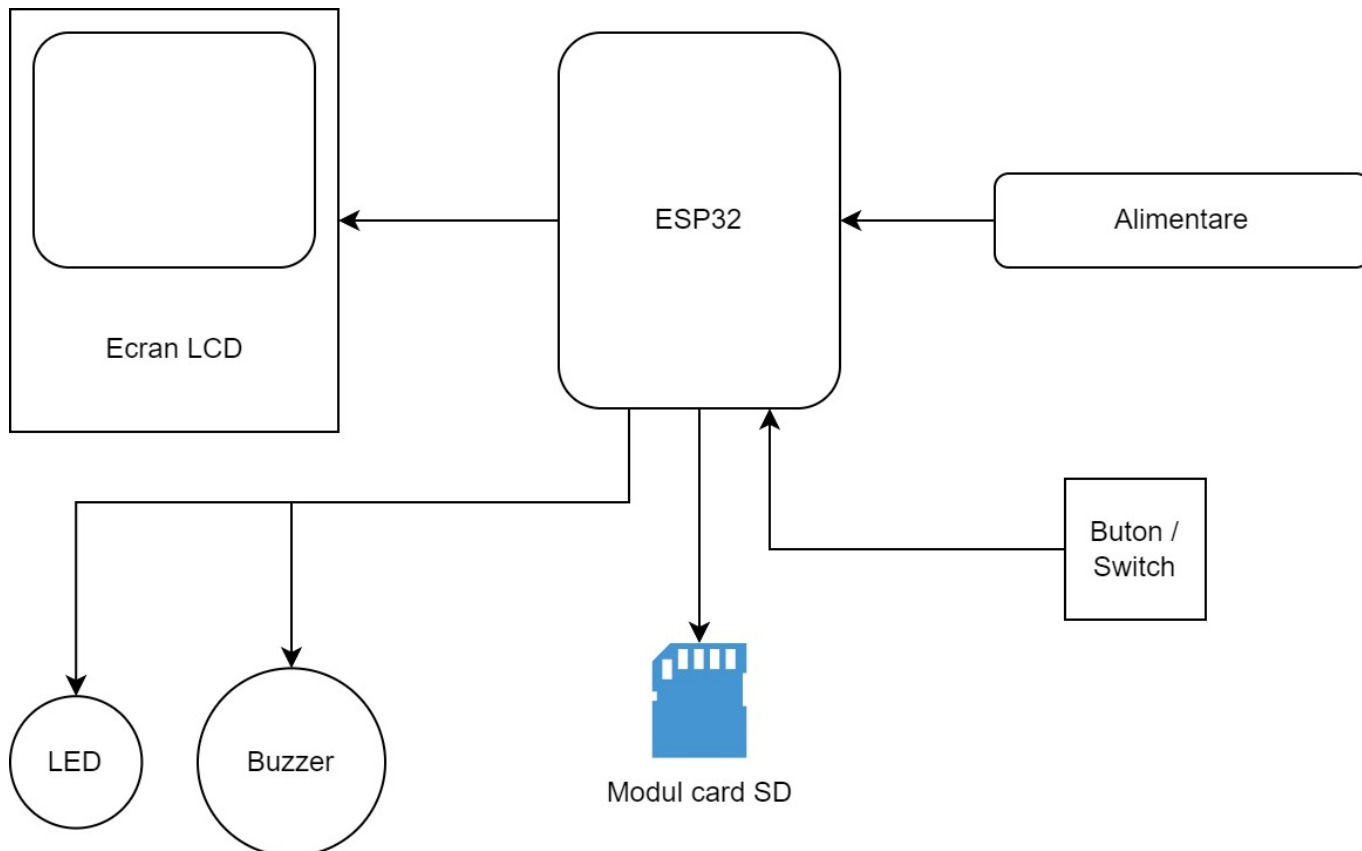 ESP32
Alimentare
Ecran LCD
Buton /
Switch
LED
Buzzer
Modul card SD